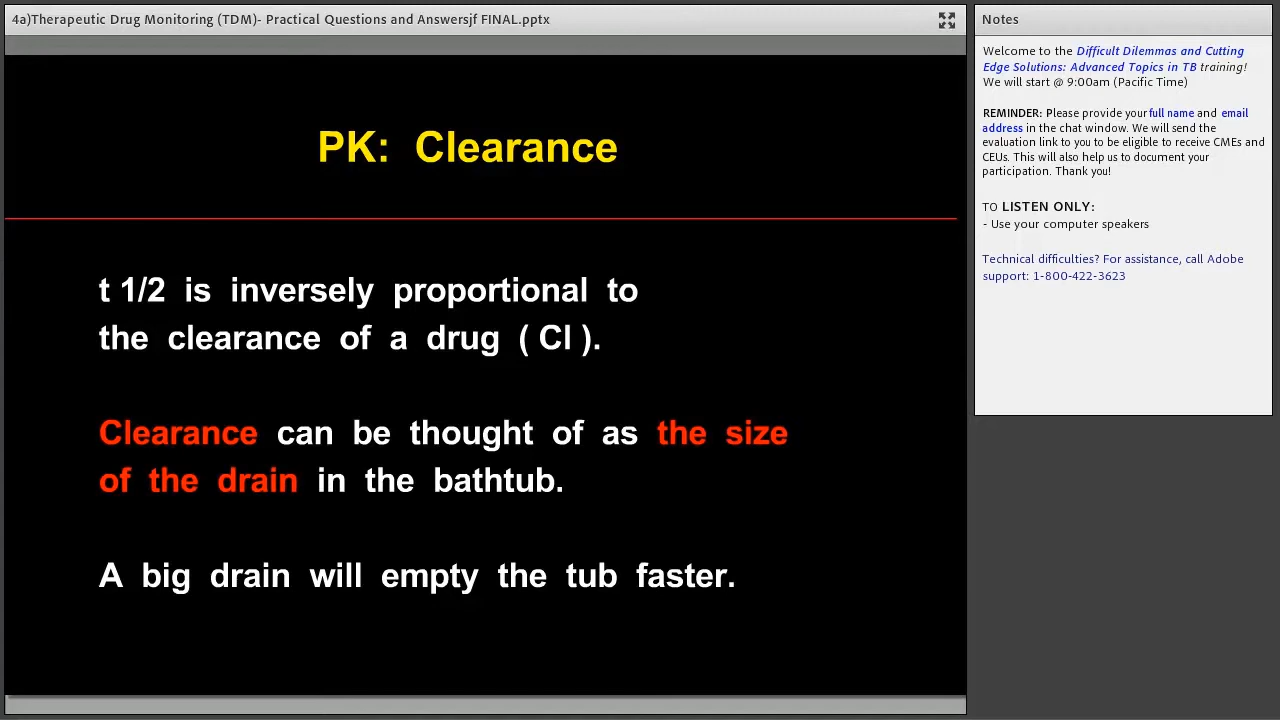 4a)Therapeutic Drug Monitoring (TDM)- Practical Questions and Answersjf FINAL.pptx
PK: Clearance
t 1/2 is inversely proportional to
the clearance of a drug ( Cl ).
Clearance can be thought of as the size
of the drain in the bathtub.
A big drain will empty the tub faster.
Notes
Welcome to the Difficult Dilemmas and Cutting
Edge Solutions: Advanced Topics in TB training!
We will start @ 9:00am (Pacific Time)
REMINDER: Please provide your full name and email
address in the chat window. We will send the
evaluation link to you to be eligible to receive CMEs and
CEUs. This will also help us to document your
participation. Thank you!
TO LISTEN ONLY:
- Use your computer speakers
Technical difficulties? For assistance, call Adobe
support: 1-800-422-3623